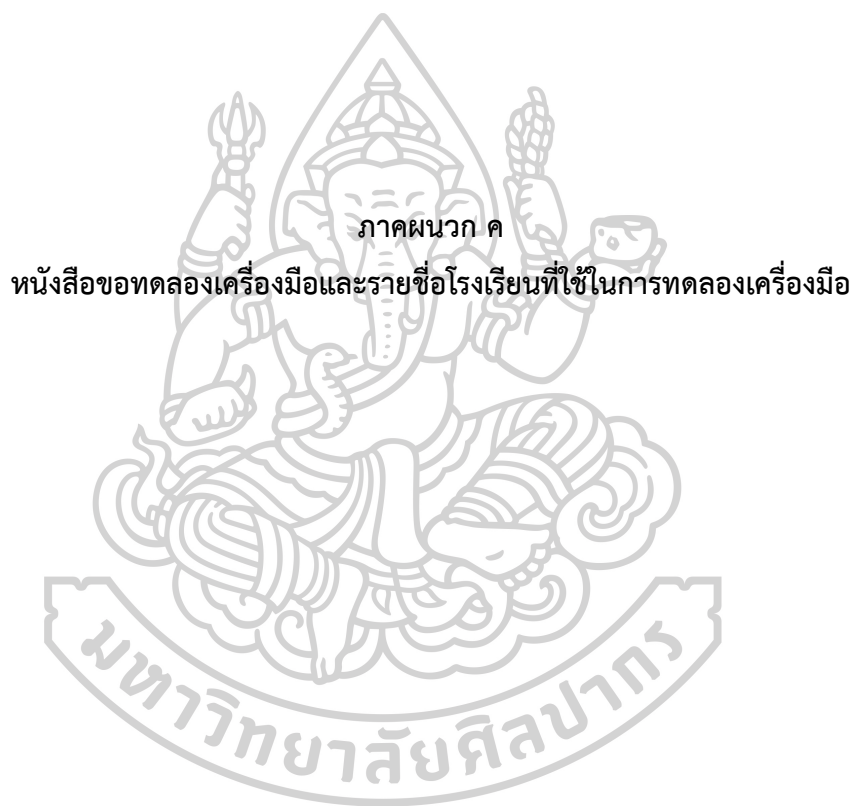 ภาคผนวก ค
หนังสือขอทดลองเครื่องมือและรายชื่อโรงเรียนที่ใช้ในการทดลองเครื่องมือ
มหาวิทยาลัยศิลปากร